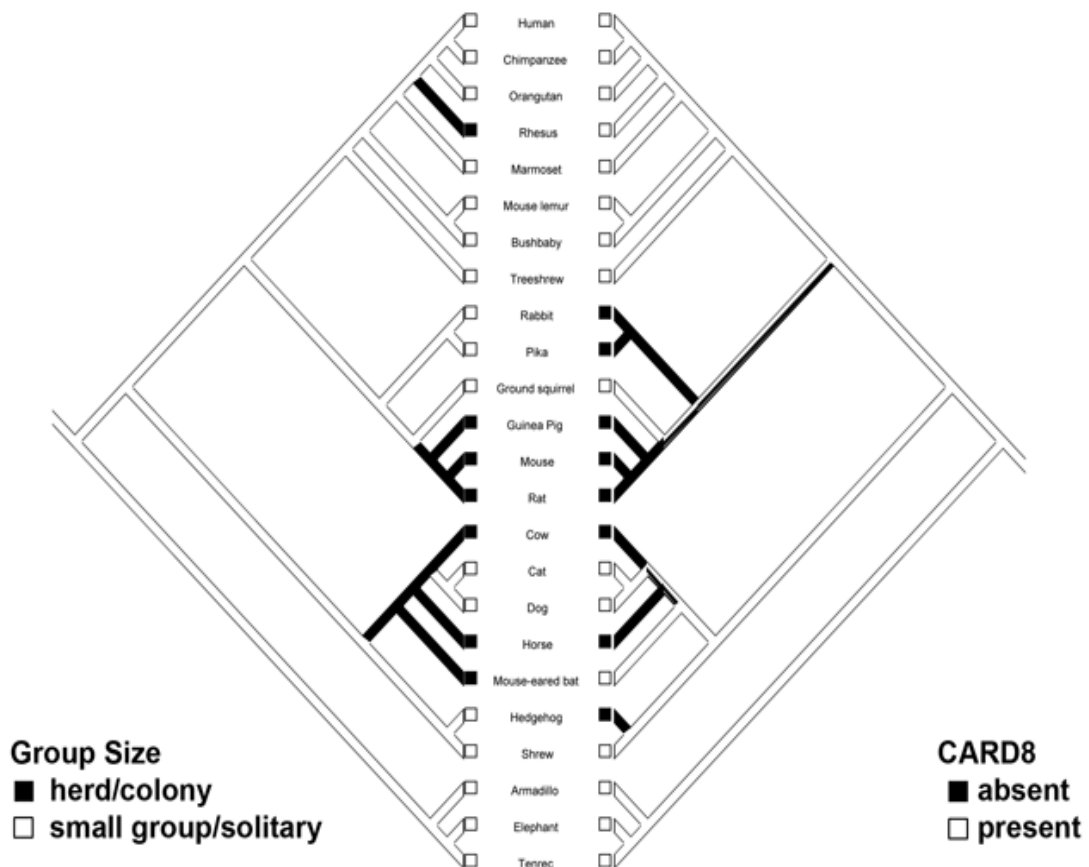 Human
Chimpanzee
Orangutan
Rhesus
Marmoset
Mouse lemur
Bushbaby
Treeshrew
Rabbit
Pika
Ground squirrel
Guinea Pig
Mouse
Rat
Cow
Cat
Dog
Horse
Mouse-eared bat
Hedgehog
Shrew
Armadillo
Elephant
Tenrec
Group Size
herd/colony
small group/solitary
CARD8
absent
present